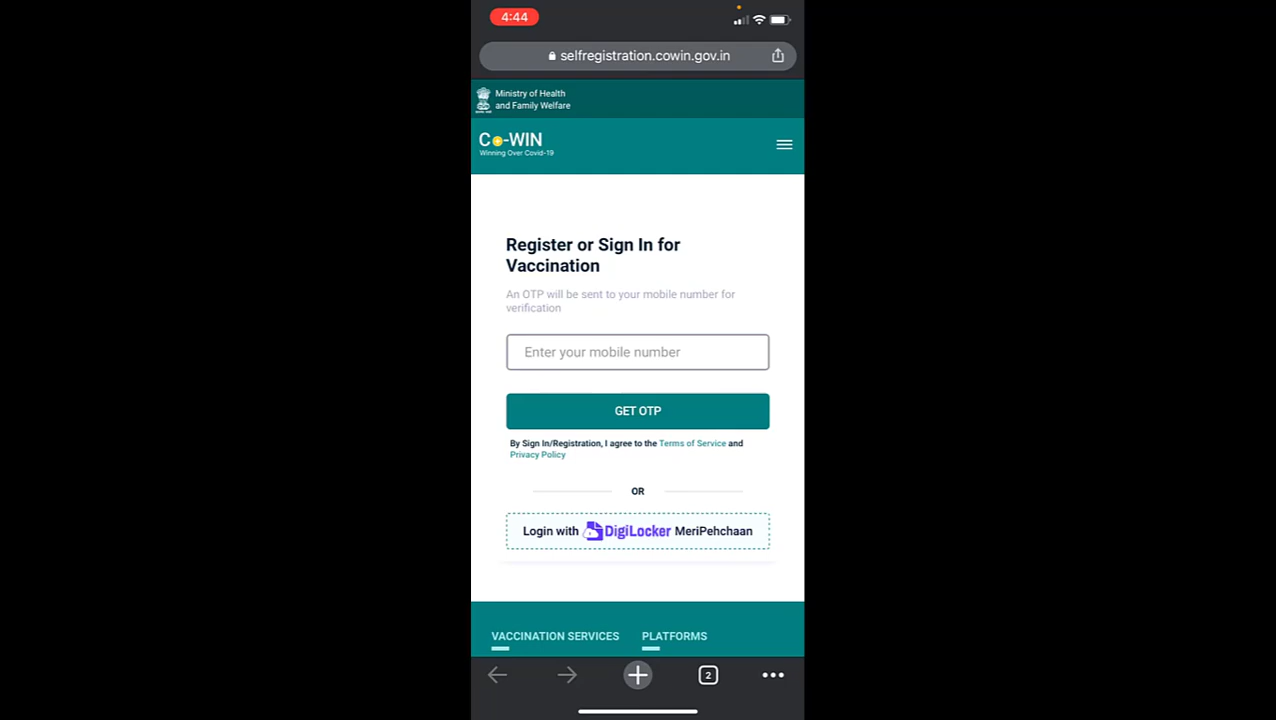 4:44
selfregistration.cowin.gov.in
Ministry of Health
and Family Welfare
Co-WIN
Winning Over Covid-19
Register or Sign In for
Vaccination
An OTP will be sent to your mobile number for
verification
Enter your mobile number
GET OTP
By Sign In/Registration, I agree to the Terms of Service and
Privacy Policy
OR
Login with DigiLocker MeriPehchaan
VACCINATION SERVICES PLATFORMS
2